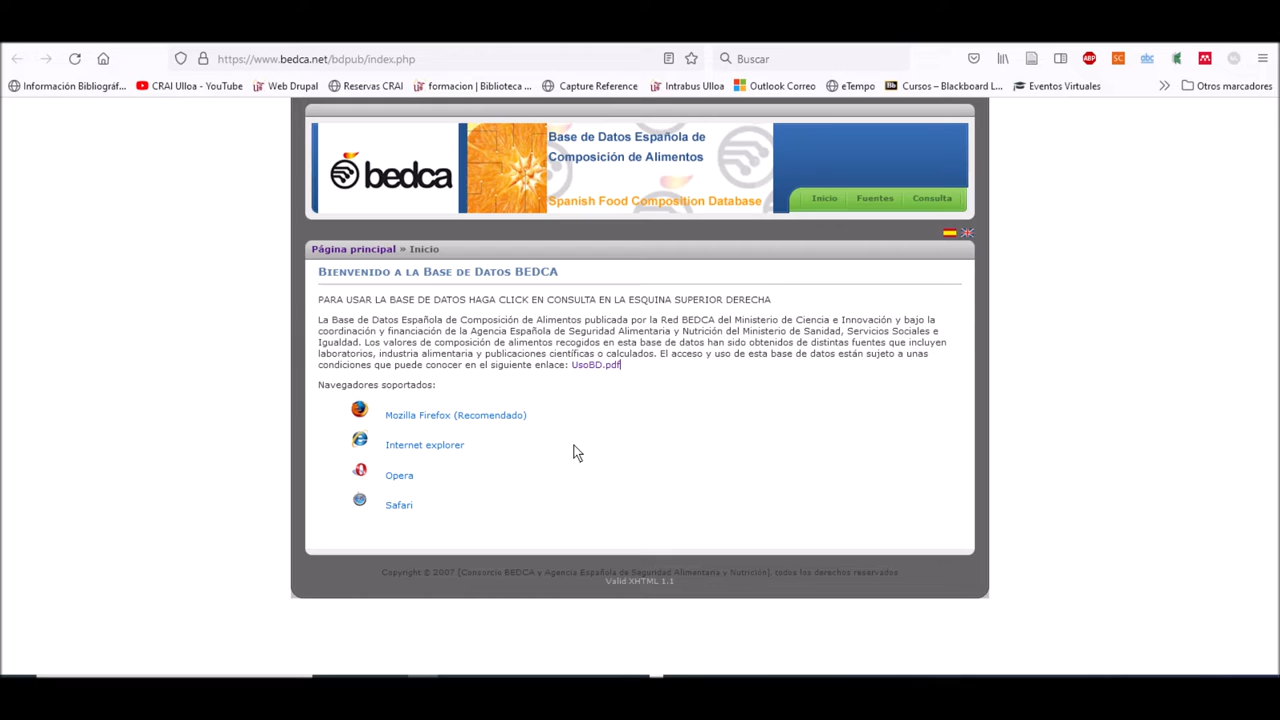 https://www.bedca.net/bdpub/index.php
Buscar
ABP
SC
abc
Información Bibliográf...
CRAI Ulloa - YouTube
Web Drupal
Reservas CRAI
formacion | Biblioteca ...
Capture Reference
Intrabus Ulloa
Outlook Correo
eTempo
Bb
Cursos – Blackboard L...
Eventos Virtuales
Otros marcadores
bedca
Base de Datos Española de
Composición de Alimentos
Spanish Food Composition Database
Inicio Fuentes Consulta
Página principal » Inicio
Bienvenido a la Base de Datos BEDCA
PARA USAR LA BASE DE DATOS HAGA CLICK EN CONSULTA EN LA ESQUINA SUPERIOR DERECHA
La Base de Datos Española de Composición de Alimentos publicada por la Red BEDCA del Ministerio de Ciencia e Innovación y bajo la
coordinación y financiación de la Agencia Española de Seguridad Alimentaria y Nutrición del Ministerio de Sanidad, Servicios Sociales e
Igualdad. Los valores de composición de alimentos recogidos en esta base de datos han sido obtenidos de distintas fuentes que incluyen
laboratorios, industria alimentaria y publicaciones científicas o calculados. El acceso y uso de esta base de datos están sujeto a unas
condiciones que puede conocer en el siguiente enlace: UsoBD.pdf
Navegadores soportados:
Mozilla Firefox (Recomendado)
Internet explorer
Opera
Safari
Copyright © 2007 [Consorcio BEDCA y Agencia Española de Seguridad Alimentaria y Nutrición]. todos los derechos reservados
Valid XHTML 1.1